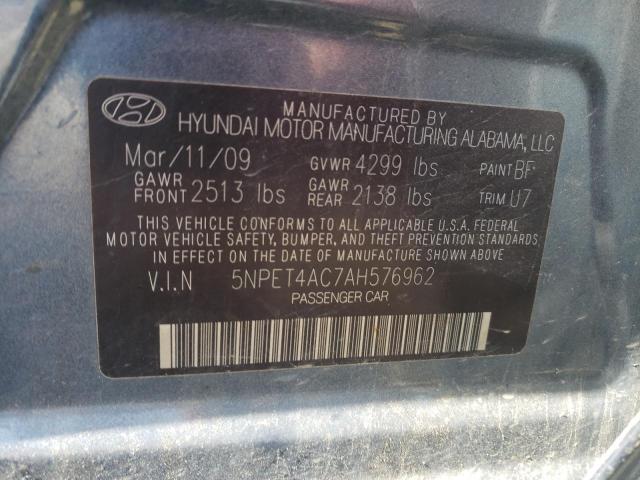 MANUFACTURED BY
HYUNDAI MOTOR MANUFACTURING ALABAMA, LLC
Mar/11/09 GVWR 4299 lbs PAINT BF
GAWR FRONT 2513 lbs GAWR REAR 2138 lbs TRIM U7
THIS VEHICLE CONFORMS TO ALL APPLICABLE U.S.A. FEDERAL
MOTOR VEHICLE SAFETY, BUMPER, AND THEFT PREVENTION STANDARDS
IN EFFECT ON THE DATE OF MANUFACTURE SHOWN ABOVE
V.I.N 5NPET4AC7AH576962
PASSENGER CAR